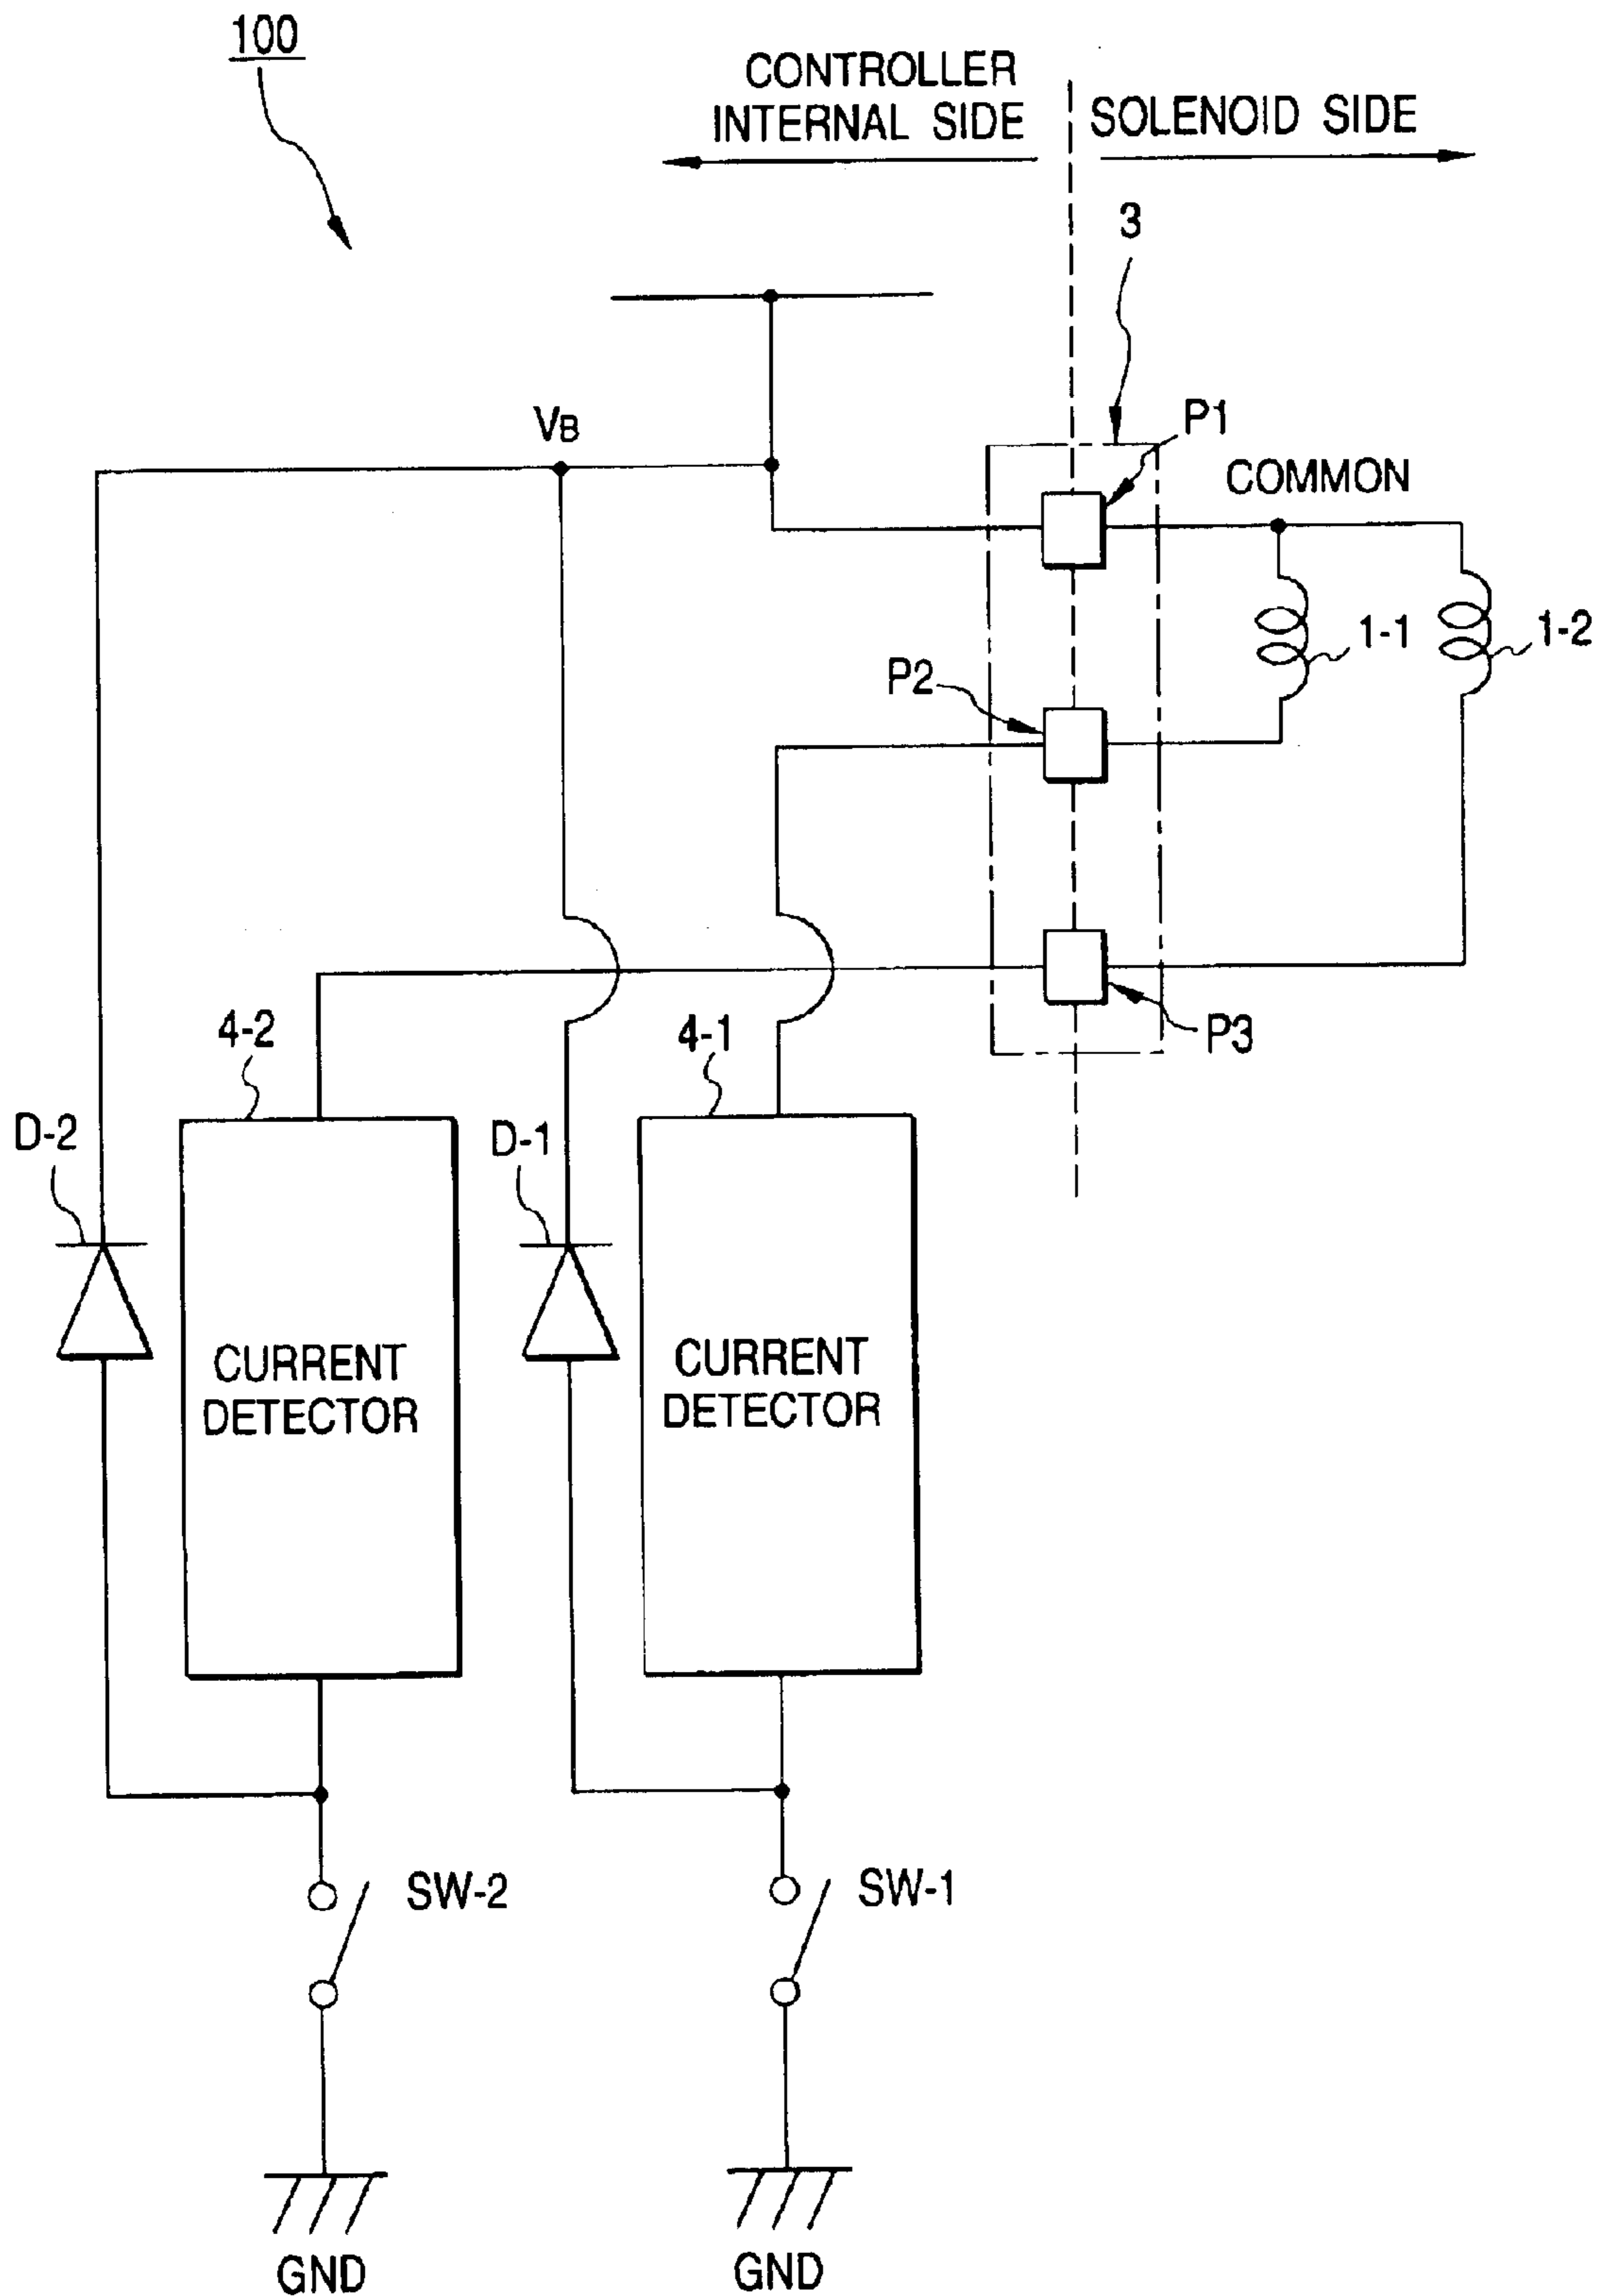 100
CONTROLLER
INTERNAL SIDE
SOLENOID SIDE
3
VB
P1
COMMON
1-1
1-2
P2
P3
4-2
4-1
D-2
D-1
CURRENT
DETECTOR
CURRENT
DETECTOR
SW-2
SW-1
GND
GND